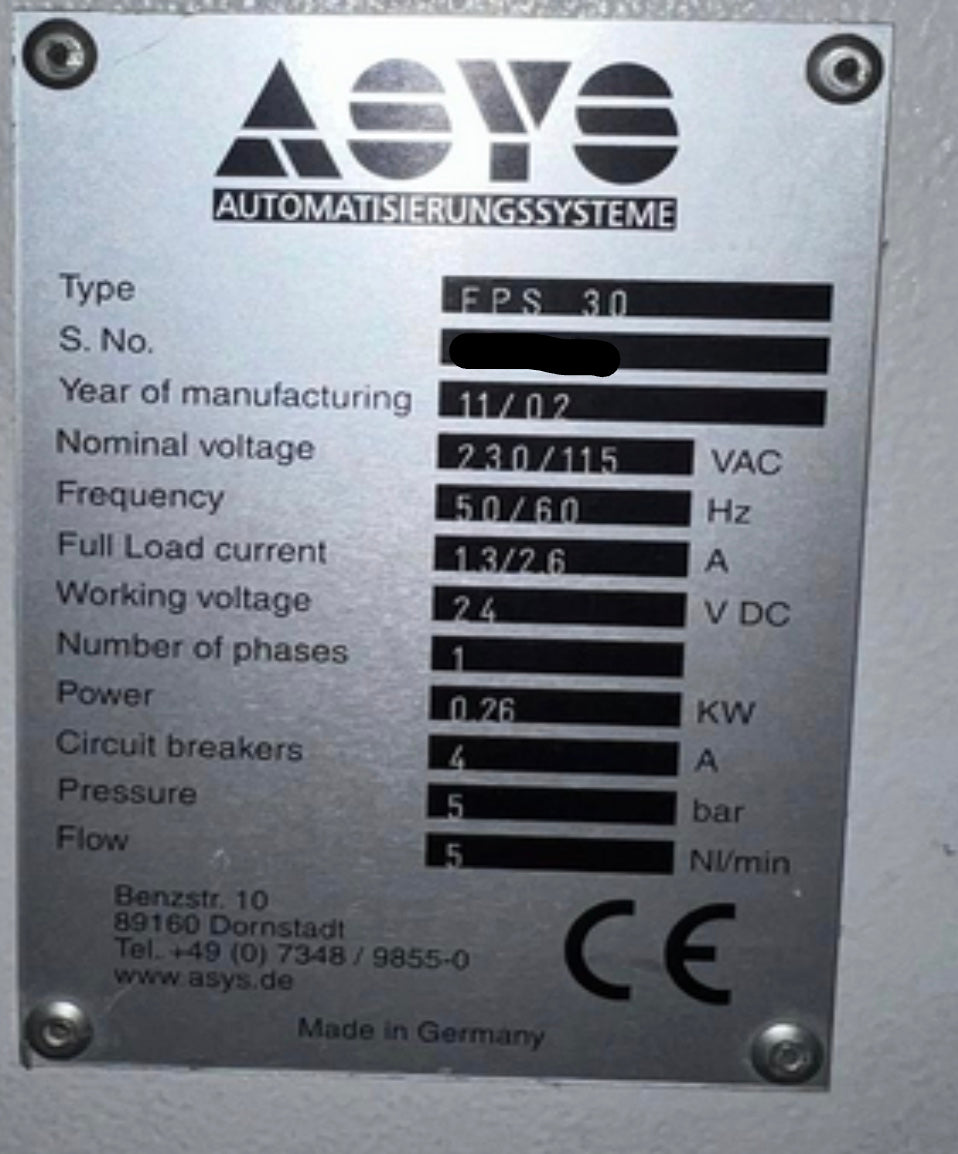 ASYS
AUTOMATISIERUNGSSYSTEME
Type 30
S. No.
Year of manufacturing 11/02
Nominal voltage 230/115 VAC
Frequency 50/60 Hz
Full Load current 1.3/2.6 A
Working voltage 24 V DC
Number of phases 1
Power 0.26 KW
Circuit breakers 4 A
Pressure 5 bar
Flow 5 Nl/min
Benzstr. 10
89160 Dornstadt
Tel. +49 (0) 7348 / 9855-0
www.asys.de
CE
Made in Germany